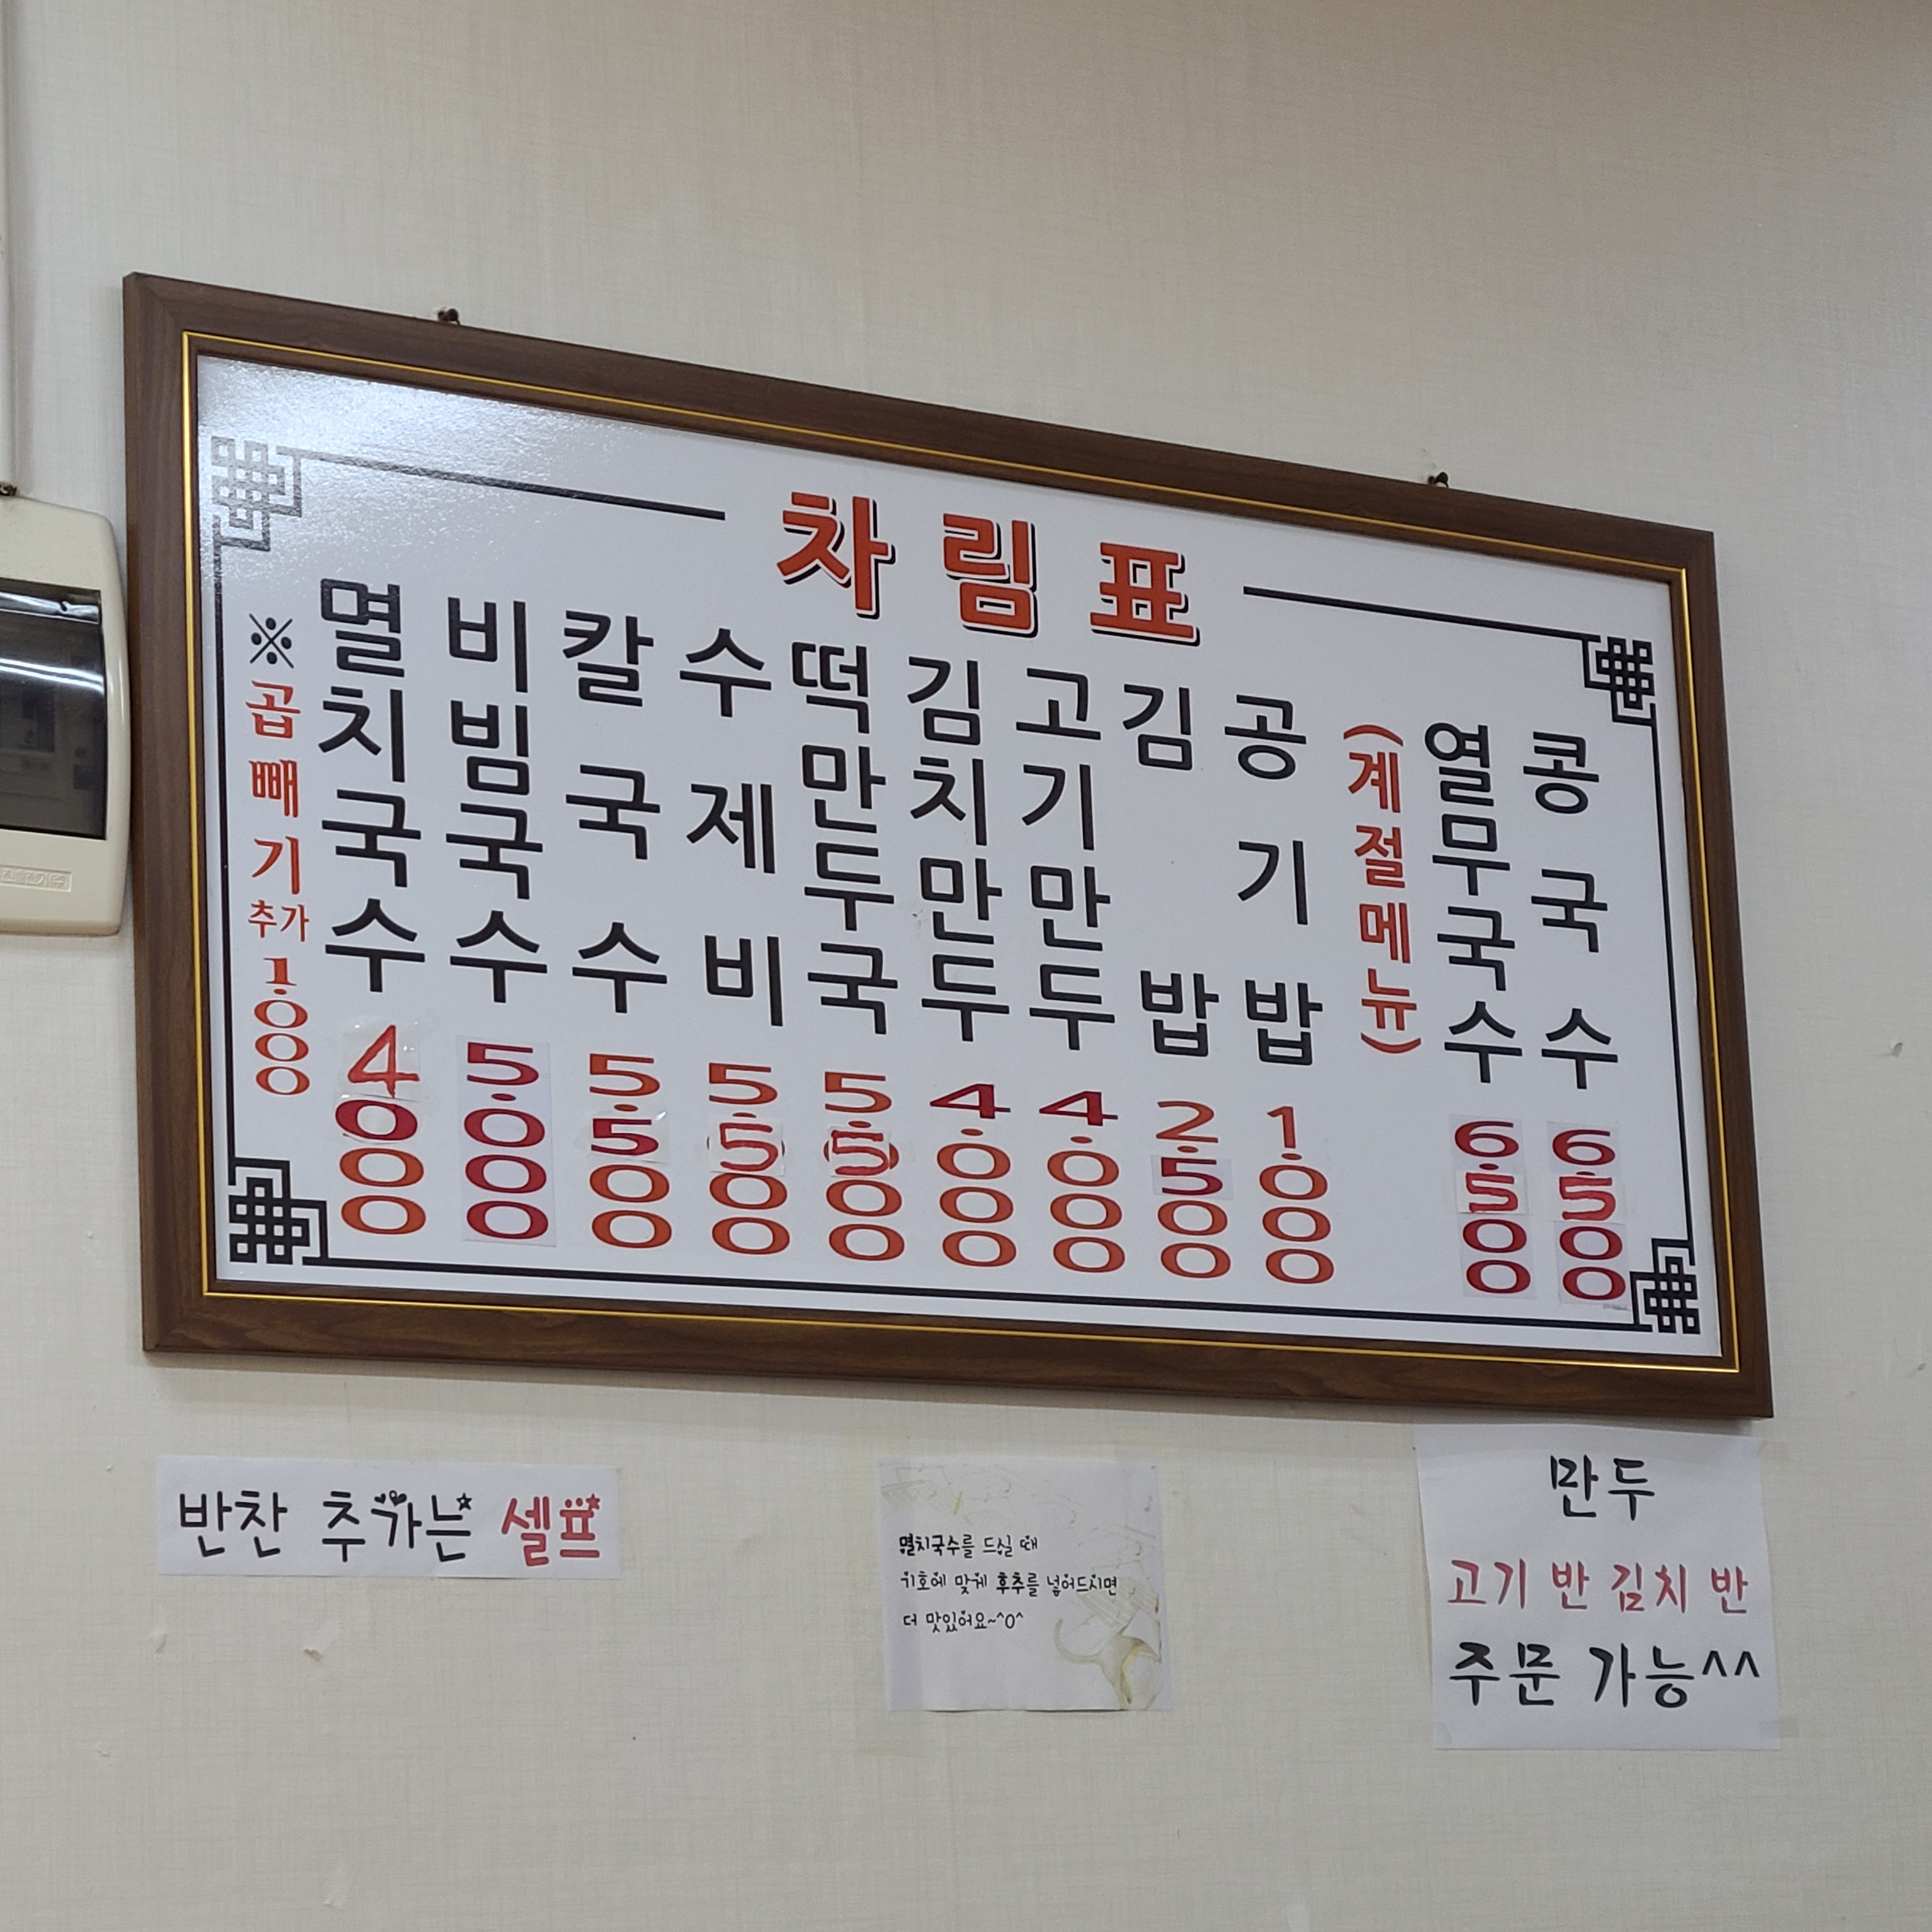 차림표
※곱빼기추가 1.000
멸치국수 4000
비빔국수 5.000
칼국수 5.500
수제비 5.500
떡만두국 5.500
김치만두 4.000
고기만두 4.000
김밥 2.500
공기밥 1.000
(계절메뉴)
열무국수 6.500
콩국수 6.500
반찬 추가는 셀프
멸치국수를 드실 때
기호에 맞게 후추를 넣어드시면
더 맛있어요~^0^
만두
고기 반 김치 반
주문 가능^^